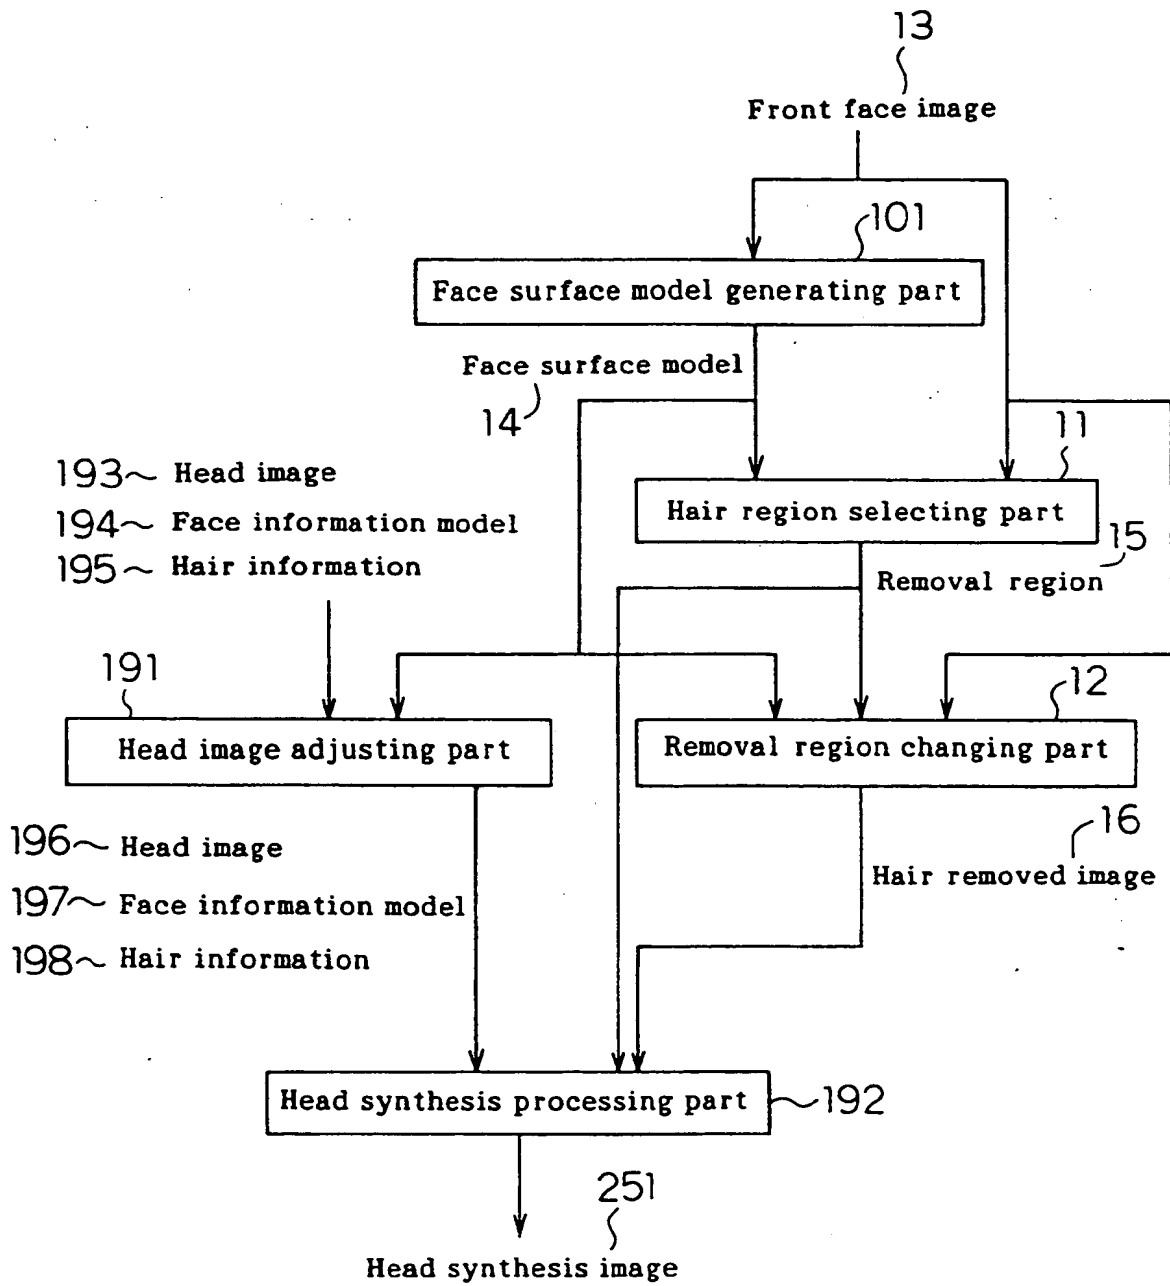 13
Front face image
101
Face surface model generating part
Face surface model
14
11
Hair region selecting part
15
Removal region
193 Head image
194 Face information model
195 Hair information
191
Head image adjusting part
12
Removal region changing part
16
Hair removed image
196 Head image
197 Face information model
198 Hair information
Head synthesis processing part 192
251
Head synthesis image